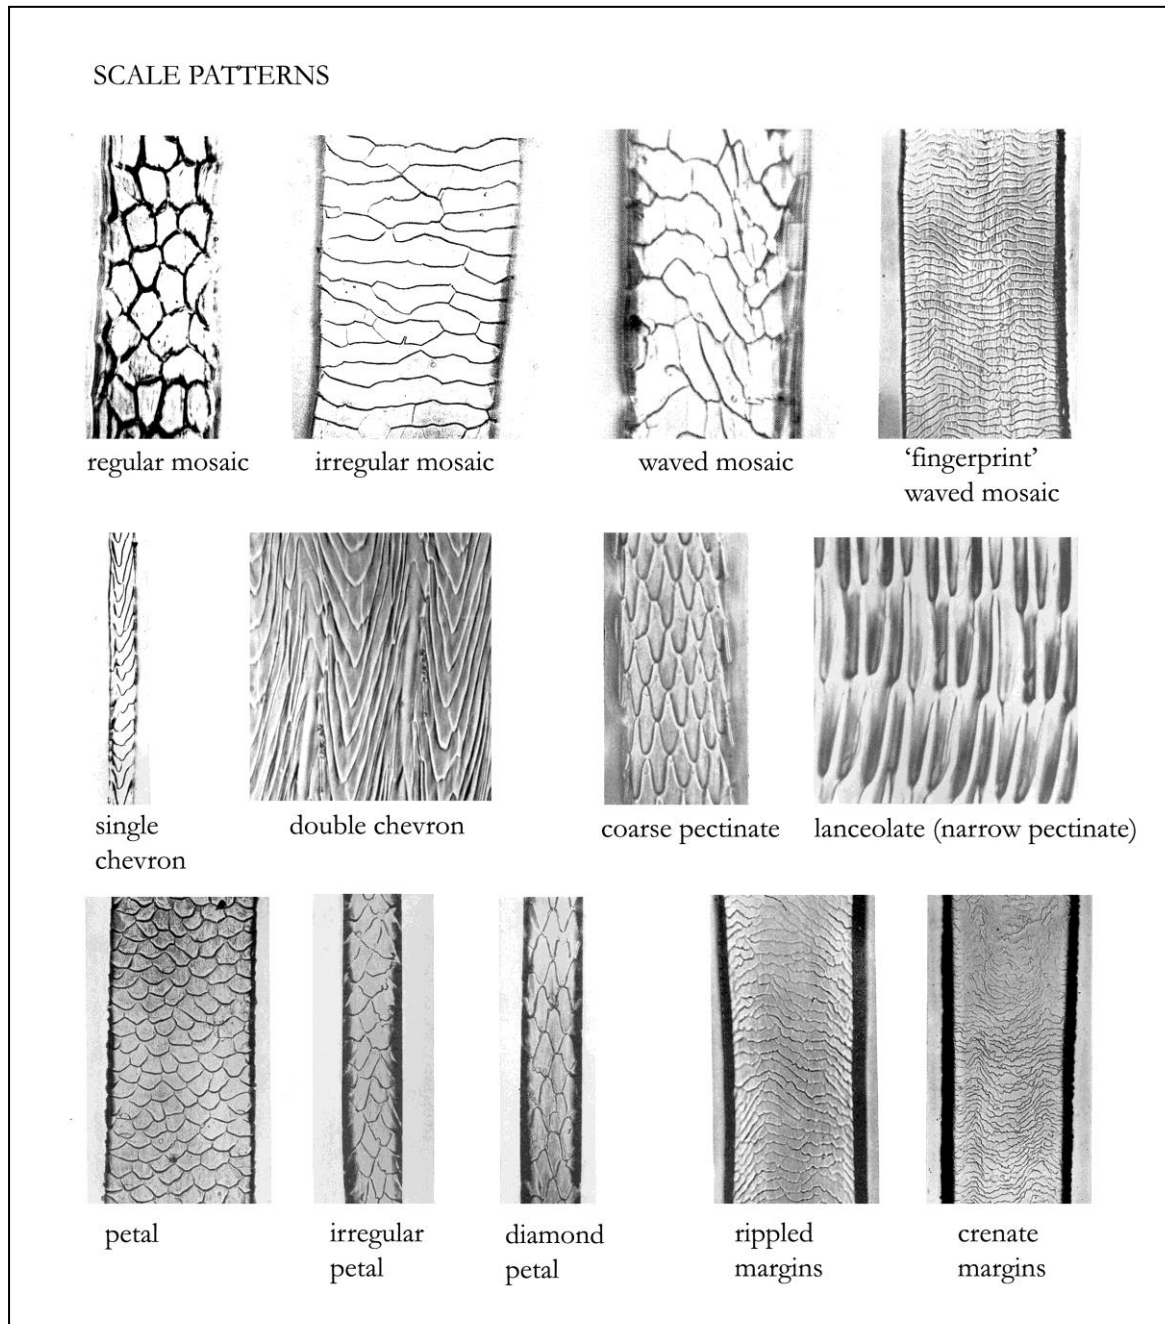 SCALE PATTERNS
regular mosaic
irregular mosaic
waved mosaic
‘fingerprint’
waved mosaic
single
chevron
double chevron
coarse pectinate
lanceolate (narrow pectinate)
petal
irregular
petal
diamond
petal
rippled
margins
crenate
margins